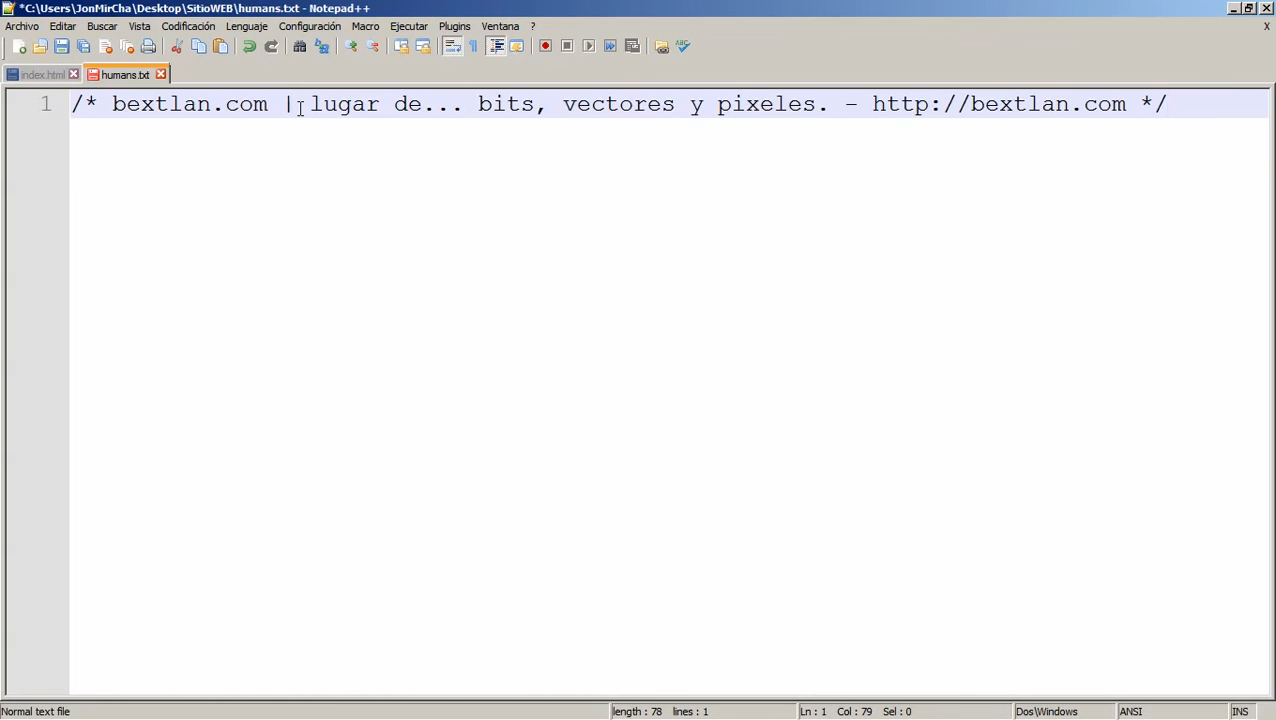 *C:\Users\JonMirCha\Desktop\SitioWEB\humans.txt - Notepad++
Archivo Editar Buscar Vista Codificación Lenguaje Configuración Macro Ejecutar Plugins Ventana ? X
index.html humans.txt
1 /* bextlan.com | lugar de... bits, vectores y pixeles. - http://bextlan.com */
Normal text file length : 78 lines : 1 Ln : 1 Col : 79 Sel : 0 Dos\Windows ANSI INS